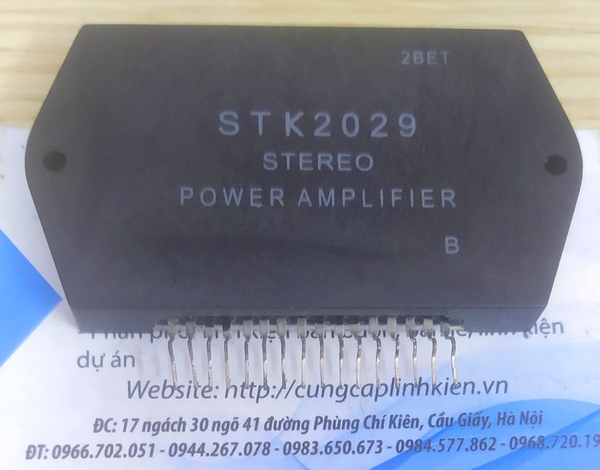 2BET
STK2029
STEREO
POWER AMPLIFIER
B
kiện
dự án
Website: http://cungcaplinhkien.vn
ĐC: 17 ngách 30 ngõ 41 đường Phùng Chí Kiên, Cầu Giấy, Hà Nội
ĐT: 0966.702.051 - 0944.267.078 - 0983.650.673 - 0984.577.862 - 0968.720.19